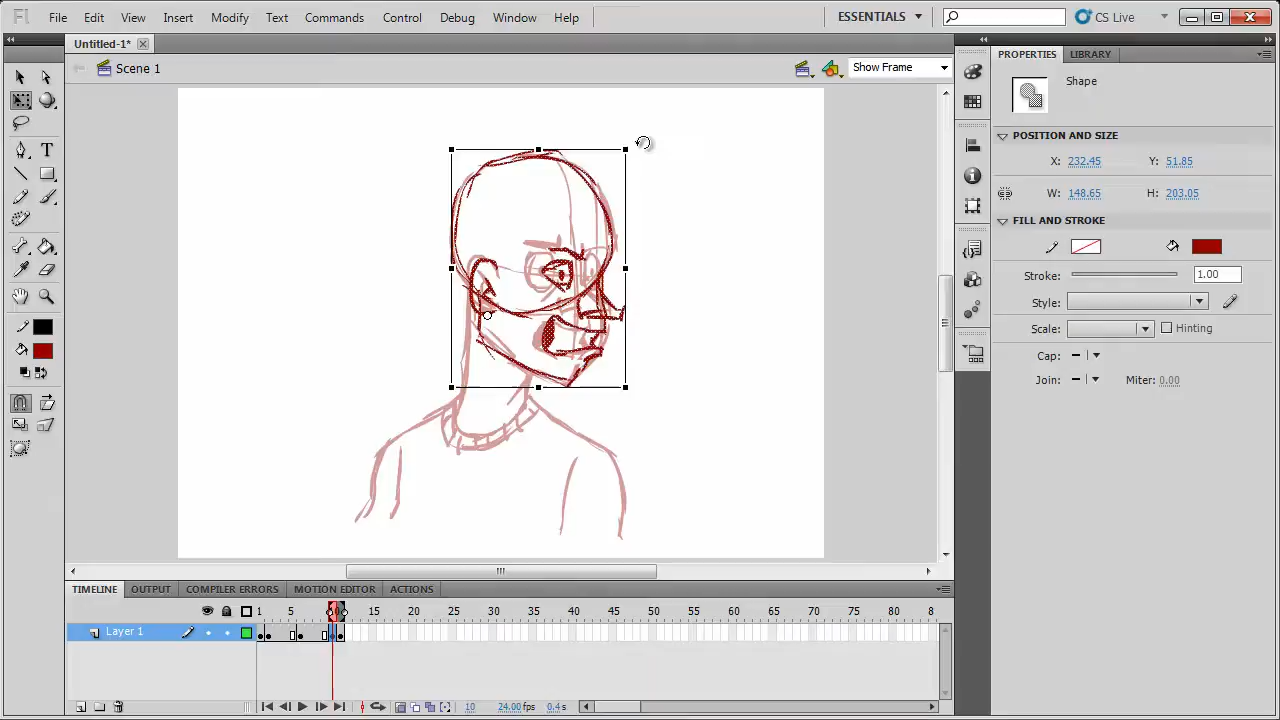 Fl File Edit View Insert Modify Text Commands Control Debug Window Help ESSENTIALS CS Live
Untitled-1*
Scene 1 Show Frame
PROPERTIES LIBRARY
Shape
POSITION AND SIZE
X: 232.45 Y: 51.85
W: 148.65 H: 203.05
FILL AND STROKE
Stroke: 1.00
Style:
Scale: Hinting
Cap:
Join: Miter: 0.00
TIMELINE OUTPUT COMPILER ERRORS MOTION EDITOR ACTIONS
1 5 15 20 25 30 35 40 45 50 55 60 65 70 75 80 8
Layer 1
10 24.00fps 0.4s